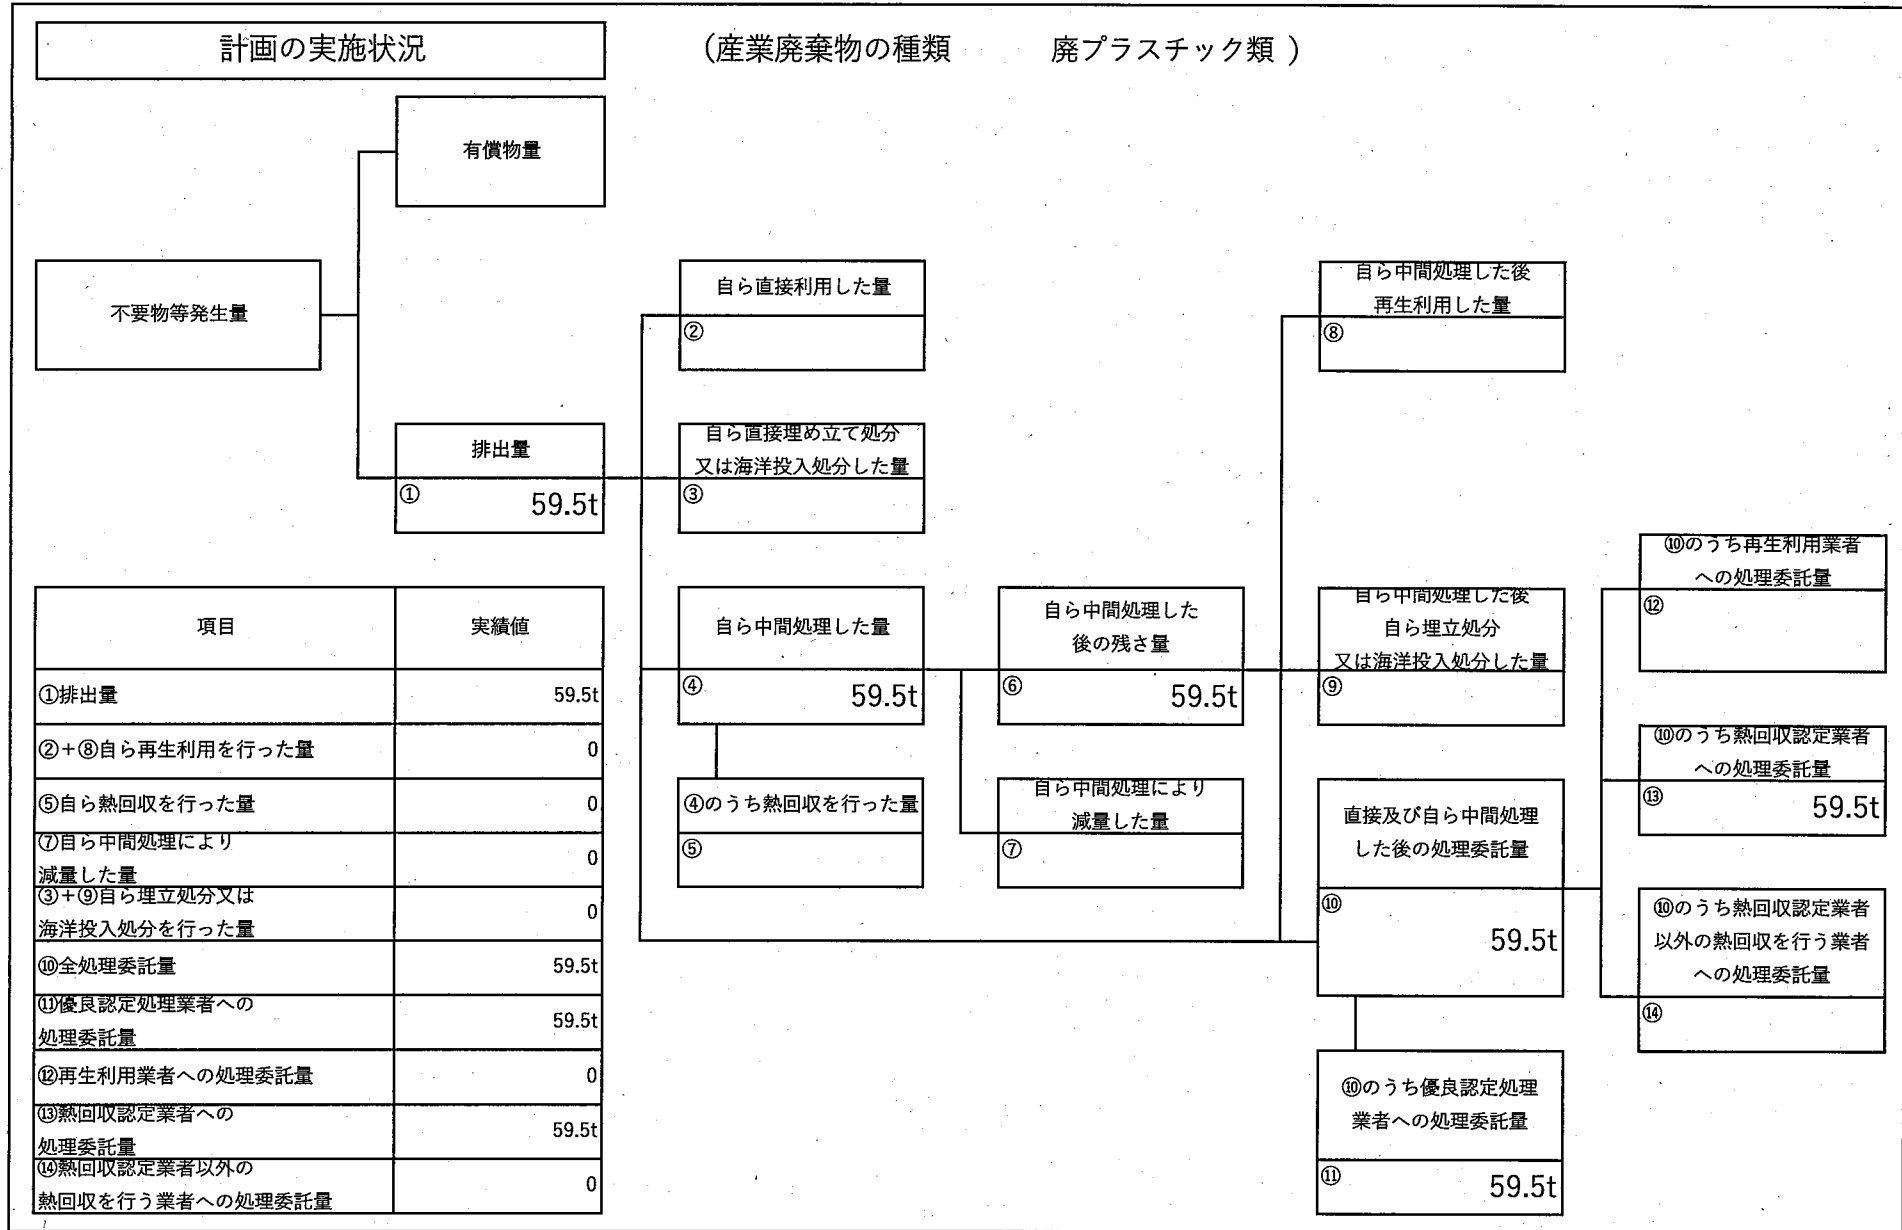 計画の実施状況
（産業廃棄物の種類　廃プラスチック類）
有償物量
不要物等発生量
排出量
① 59.5t
自ら直接利用した量
②
自ら直接埋め立て処分
又は海洋投入処分した量
③
自ら中間処理した量
④ 59.5t
④のうち熱回収を行った量
⑤
自ら中間処理した
後の残さ量
⑥ 59.5t
自ら中間処理により
減量した量
⑦
自ら中間処理した後
再生利用した量
⑧
自ら中間処理した後
自ら埋立処分
又は海洋投入処分した量
⑨
直接及び自ら中間処理
した後の処理委託量
⑩
59.5t
⑩のうち優良認定処理
業者への処理委託量
⑪ 59.5t
⑩のうち再生利用業者
への処理委託量
⑫
⑩のうち熱回収認定業者
への処理委託量
⑬ 59.5t
⑩のうち熱回収認定業者
以外の熱回収を行う業者
への処理委託量
⑭
項目 実績値
①排出量 59.5t
②+⑧自ら再生利用を行った量 0
⑤自ら熱回収を行った量 0
⑦自ら中間処理により
減量した量 0
③+⑨自ら埋立処分又は
海洋投入処分を行った量 0
⑩全処理委託量 59.5t
⑪優良認定処理業者への
処理委託量 59.5t
⑫再生利用業者への処理委託量 0
⑬熱回収認定業者への
処理委託量 59.5t
⑭熱回収認定業者以外の
熱回収を行う業者への処理委託量 0